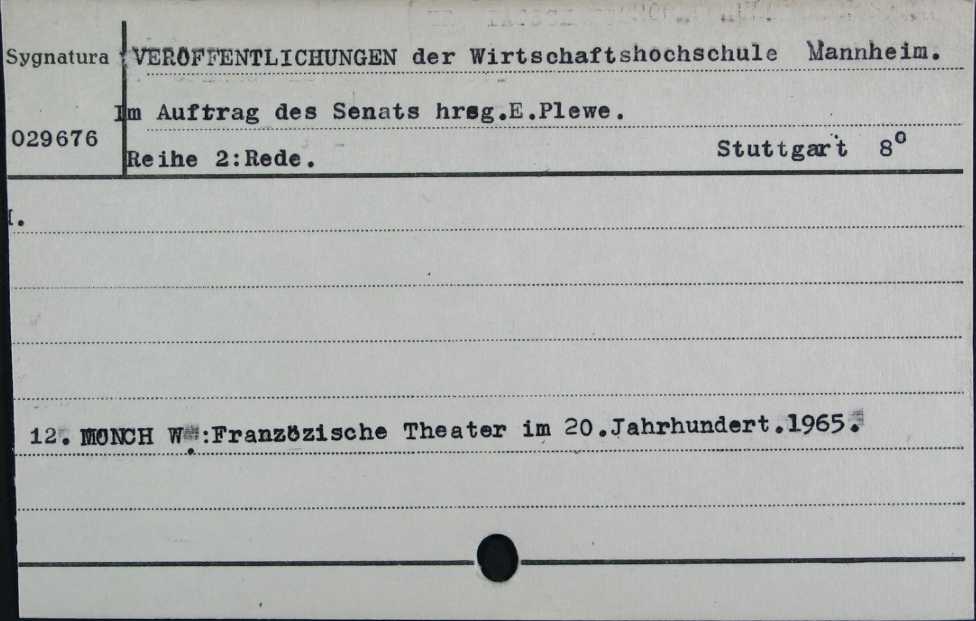 Sygnatura VERÖFFENTLICHUNGEN der Wirtschaftshochschule Mannheim.
Im Auftrag des Senats hrsg.E.Plewe.
029676
Reihe 2:Rede. Stuttgart 8°
I.
12. MÖNCH W.:Französische Theater im 20.Jahrhundert.1965.